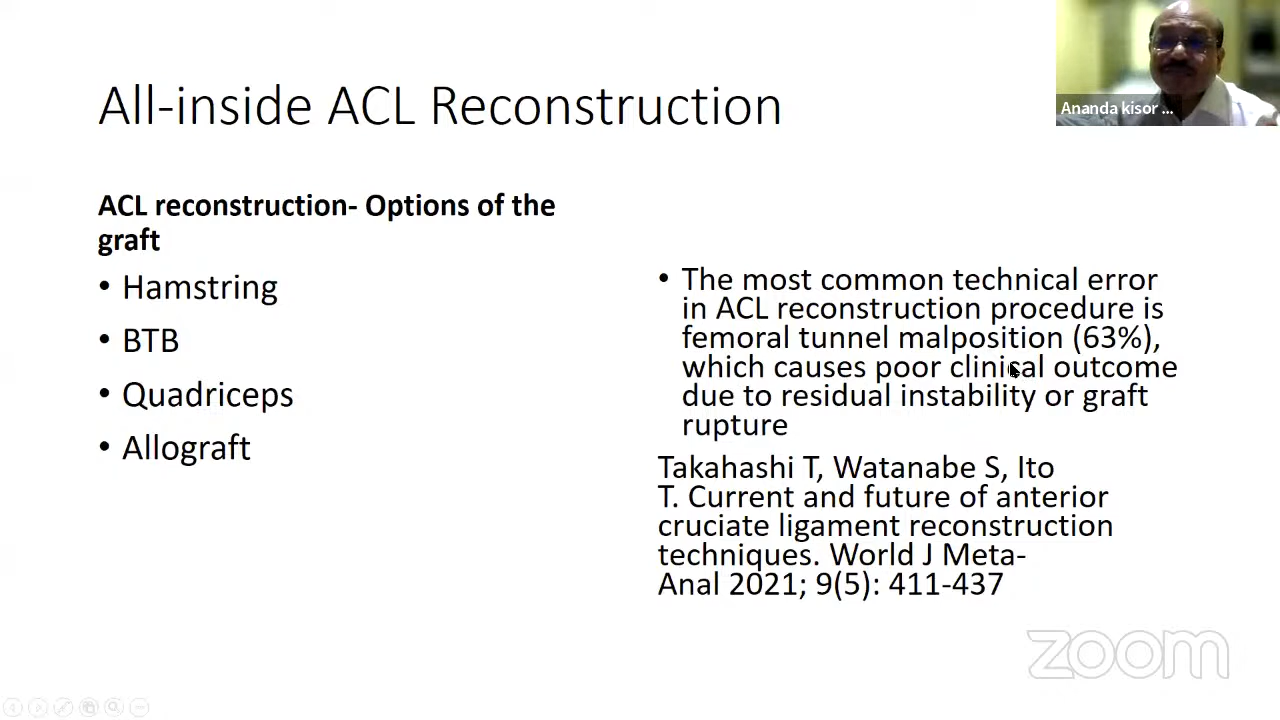 All-inside ACL Reconstruction
Ananda kisor ...
ACL reconstruction- Options of the
graft
• Hamstring
• BTB
• Quadriceps
• Allograft
• The most common technical error
in ACL reconstruction procedure is
femoral tunnel malposition (63%),
which causes poor clinical outcome
due to residual instability or graft
rupture
Takahashi T, Watanabe S, Ito
T. Current and future of anterior
cruciate ligament reconstruction
techniques. World J Meta-
Anal 2021; 9(5): 411-437
zoom